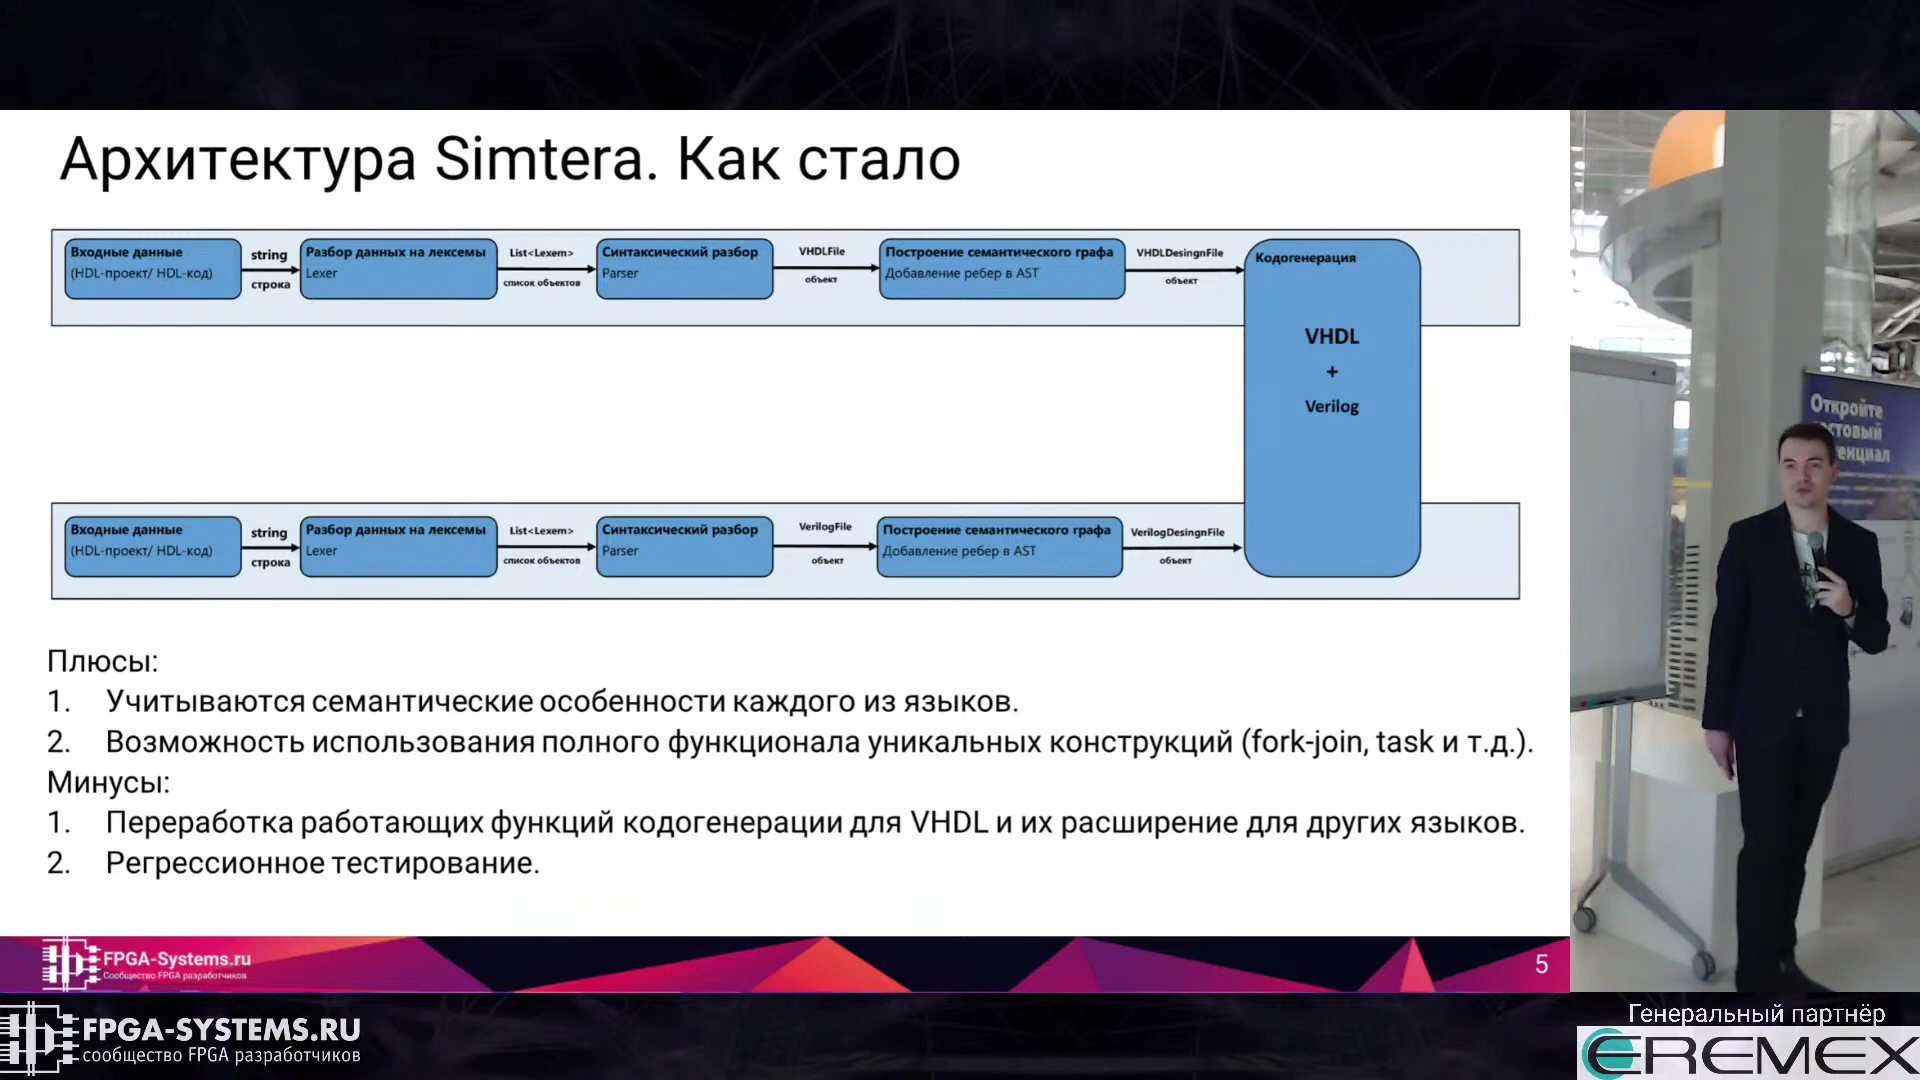 Архитектура Simtera. Как стало
Входные данные
(HDL-проект/ HDL-код)
string
строка
Разбор данных на лексемы
Lexer
List<Lexem>
список объектов
Синтаксический разбор
Parser
VHDLFile
объект
Построение семантического графа
Добавление ребер в AST
VHDLDesingnFile
объект
Кодогенерация
VHDL
+
Verilog
Входные данные
(HDL-проект/ HDL-код)
string
строка
Разбор данных на лексемы
Lexer
List<Lexem>
список объектов
Синтаксический разбор
Parser
VerilogFile
объект
Построение семантического графа
Добавление ребер в AST
VerilogDesingnFile
объект
Плюсы:
1. Учитываются семантические особенности каждого из языков.
2. Возможность использования полного функционала уникальных конструкций (fork-join, task и т.д.).
Минусы:
1. Переработка работающих функций кодогенерации для VHDL и их расширение для других языков.
2. Регрессионное тестирование.
FPGA-Systems.ru
Сообщество FPGA разработчиков
5
Откройте
FPGA-SYSTEMS.RU
сообщество FPGA разработчиков
Генеральный партнёр
EREMEX